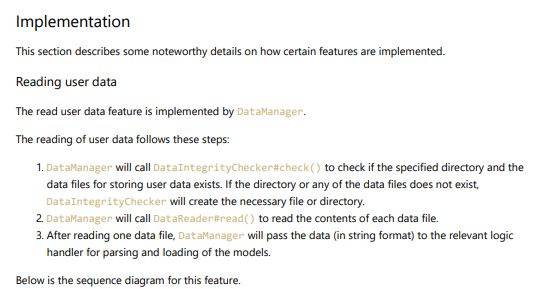 Implementation
This section describes some noteworthy details on how certain features are implemented.
Reading user data
The read user data feature is implemented by DataManager.
The reading of user data follows these steps:
1. DataManager will call DataIntegrityChecker#check() to check if the specified directory and the
data files for storing user data exists. If the directory or any of the data files does not exist,
DataIntegrityChecker will create the necessary file or directory.
2. DataManager will call DataReader#read() to read the contents of each data file.
3. After reading one data file, DataManager will pass the data (in string format) to the relevant logic
handler for parsing and loading of the models.
Below is the sequence diagram for this feature.